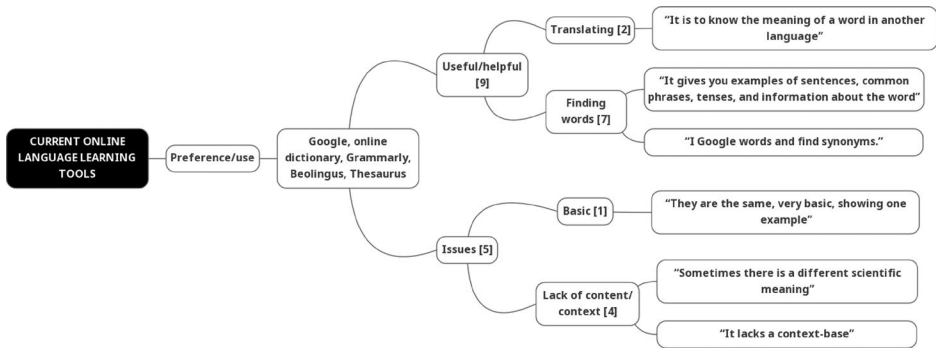 CURRENT ONLINE
LANGUAGE LEARNING
TOOLS
Preference/use
Google, online
dictionary, Grammarly,
Beolingus, Thesaurus
Useful/helpful
[9]
Translating [2]
“It is to know the meaning of a word in another
language”
Finding
words [7]
“It gives you examples of sentences, common
phrases, tenses, and information about the word”
“I Google words and find synonyms.”
Issues [5]
Basic [1]
“They are the same, very basic, showing one
example”
Lack of content/
context [4]
“Sometimes there is a different scientific
meaning”
“It lacks a context-base”